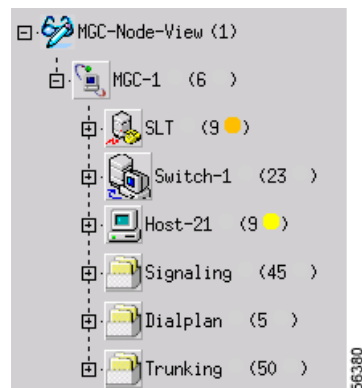 MGC-Node-View (1)
MGC-1 (6 )
SLT (9 )
Switch-1 (23 )
Host-21 (9 )
Signaling (45 )
Dialplan (5 )
Trunking (50 )
56380